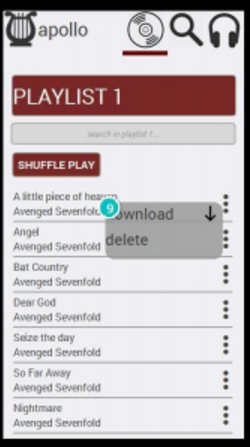 apollo
PLAYLIST 1
search in playlist 1...
SHUFFLE PLAY
A little piece of heaven
Avenged Sevenfold
9
download
delete
Angel
Avenged Sevenfold
Bat Country
Avenged Sevenfold
Dear God
Avenged Sevenfold
Seize the day
Avenged Sevenfold
So Far Away
Avenged Sevenfold
Nightmare
Avenged Sevenfold